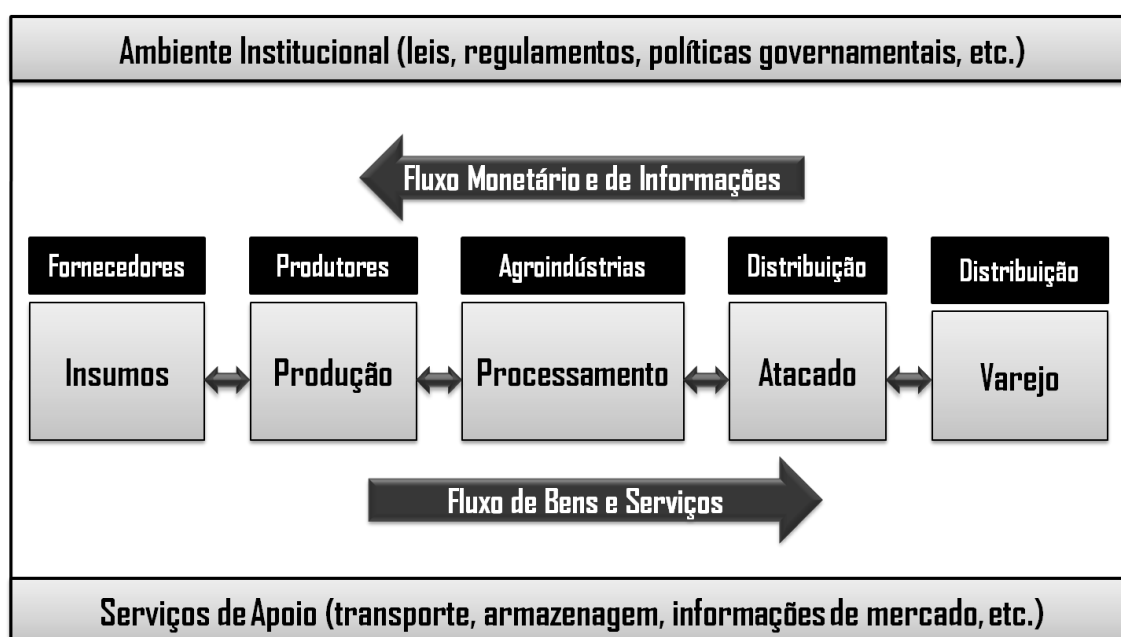 Ambiente Institucional (leis, regulamentos, políticas governamentais, etc.)
Fluxo Monetário e de Informações
Fornecedores
Produtores
Agroindústrias
Distribuição
Distribuição
Insumos
Produção
Processamento
Atacado
Varejo
Fluxo de Bens e Serviços
Serviços de Apoio (transporte, armazenagem, informações de mercado, etc.)